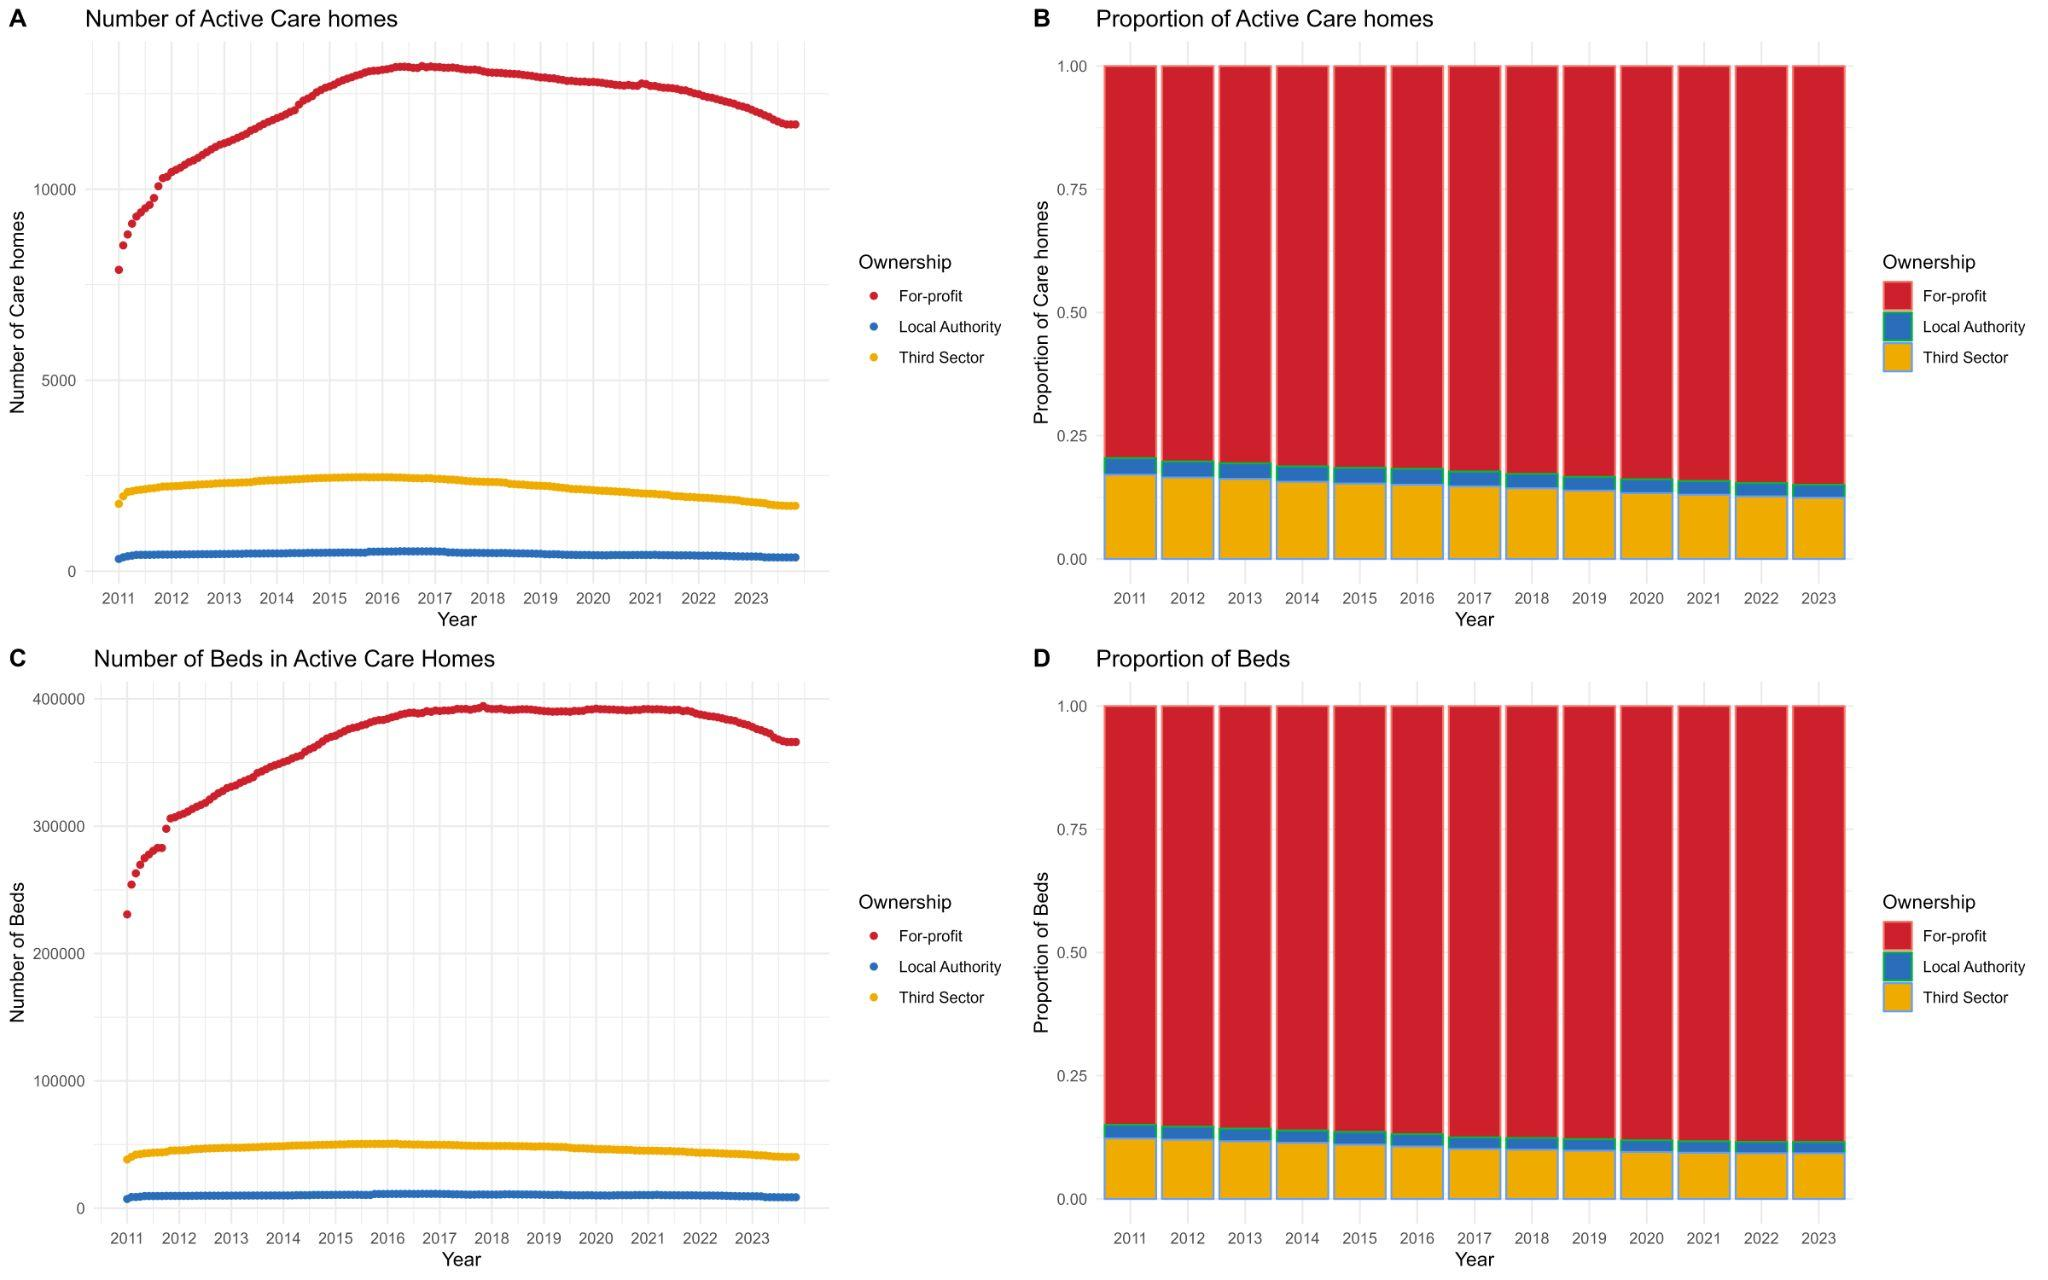 A Number of Active Care homes
Number of Care homes
10000
5000
0
2011 2012 2013 2014 2015 2016 2017 2018 2019 2020 2021 2022 2023
Year
Ownership
For-profit
Local Authority
Third Sector
B Proportion of Active Care homes
Proportion of Care homes
1.00
0.75
0.50
0.25
0.00
2011 2012 2013 2014 2015 2016 2017 2018 2019 2020 2021 2022 2023
Year
Ownership
For-profit
Local Authority
Third Sector
C Number of Beds in Active Care Homes
Number of Beds
400000
300000
200000
100000
0
2011 2012 2013 2014 2015 2016 2017 2018 2019 2020 2021 2022 2023
Year
Ownership
For-profit
Local Authority
Third Sector
D Proportion of Beds
Proportion of Beds
1.00
0.75
0.50
0.25
0.00
2011 2012 2013 2014 2015 2016 2017 2018 2019 2020 2021 2022 2023
Year
Ownership
For-profit
Local Authority
Third Sector